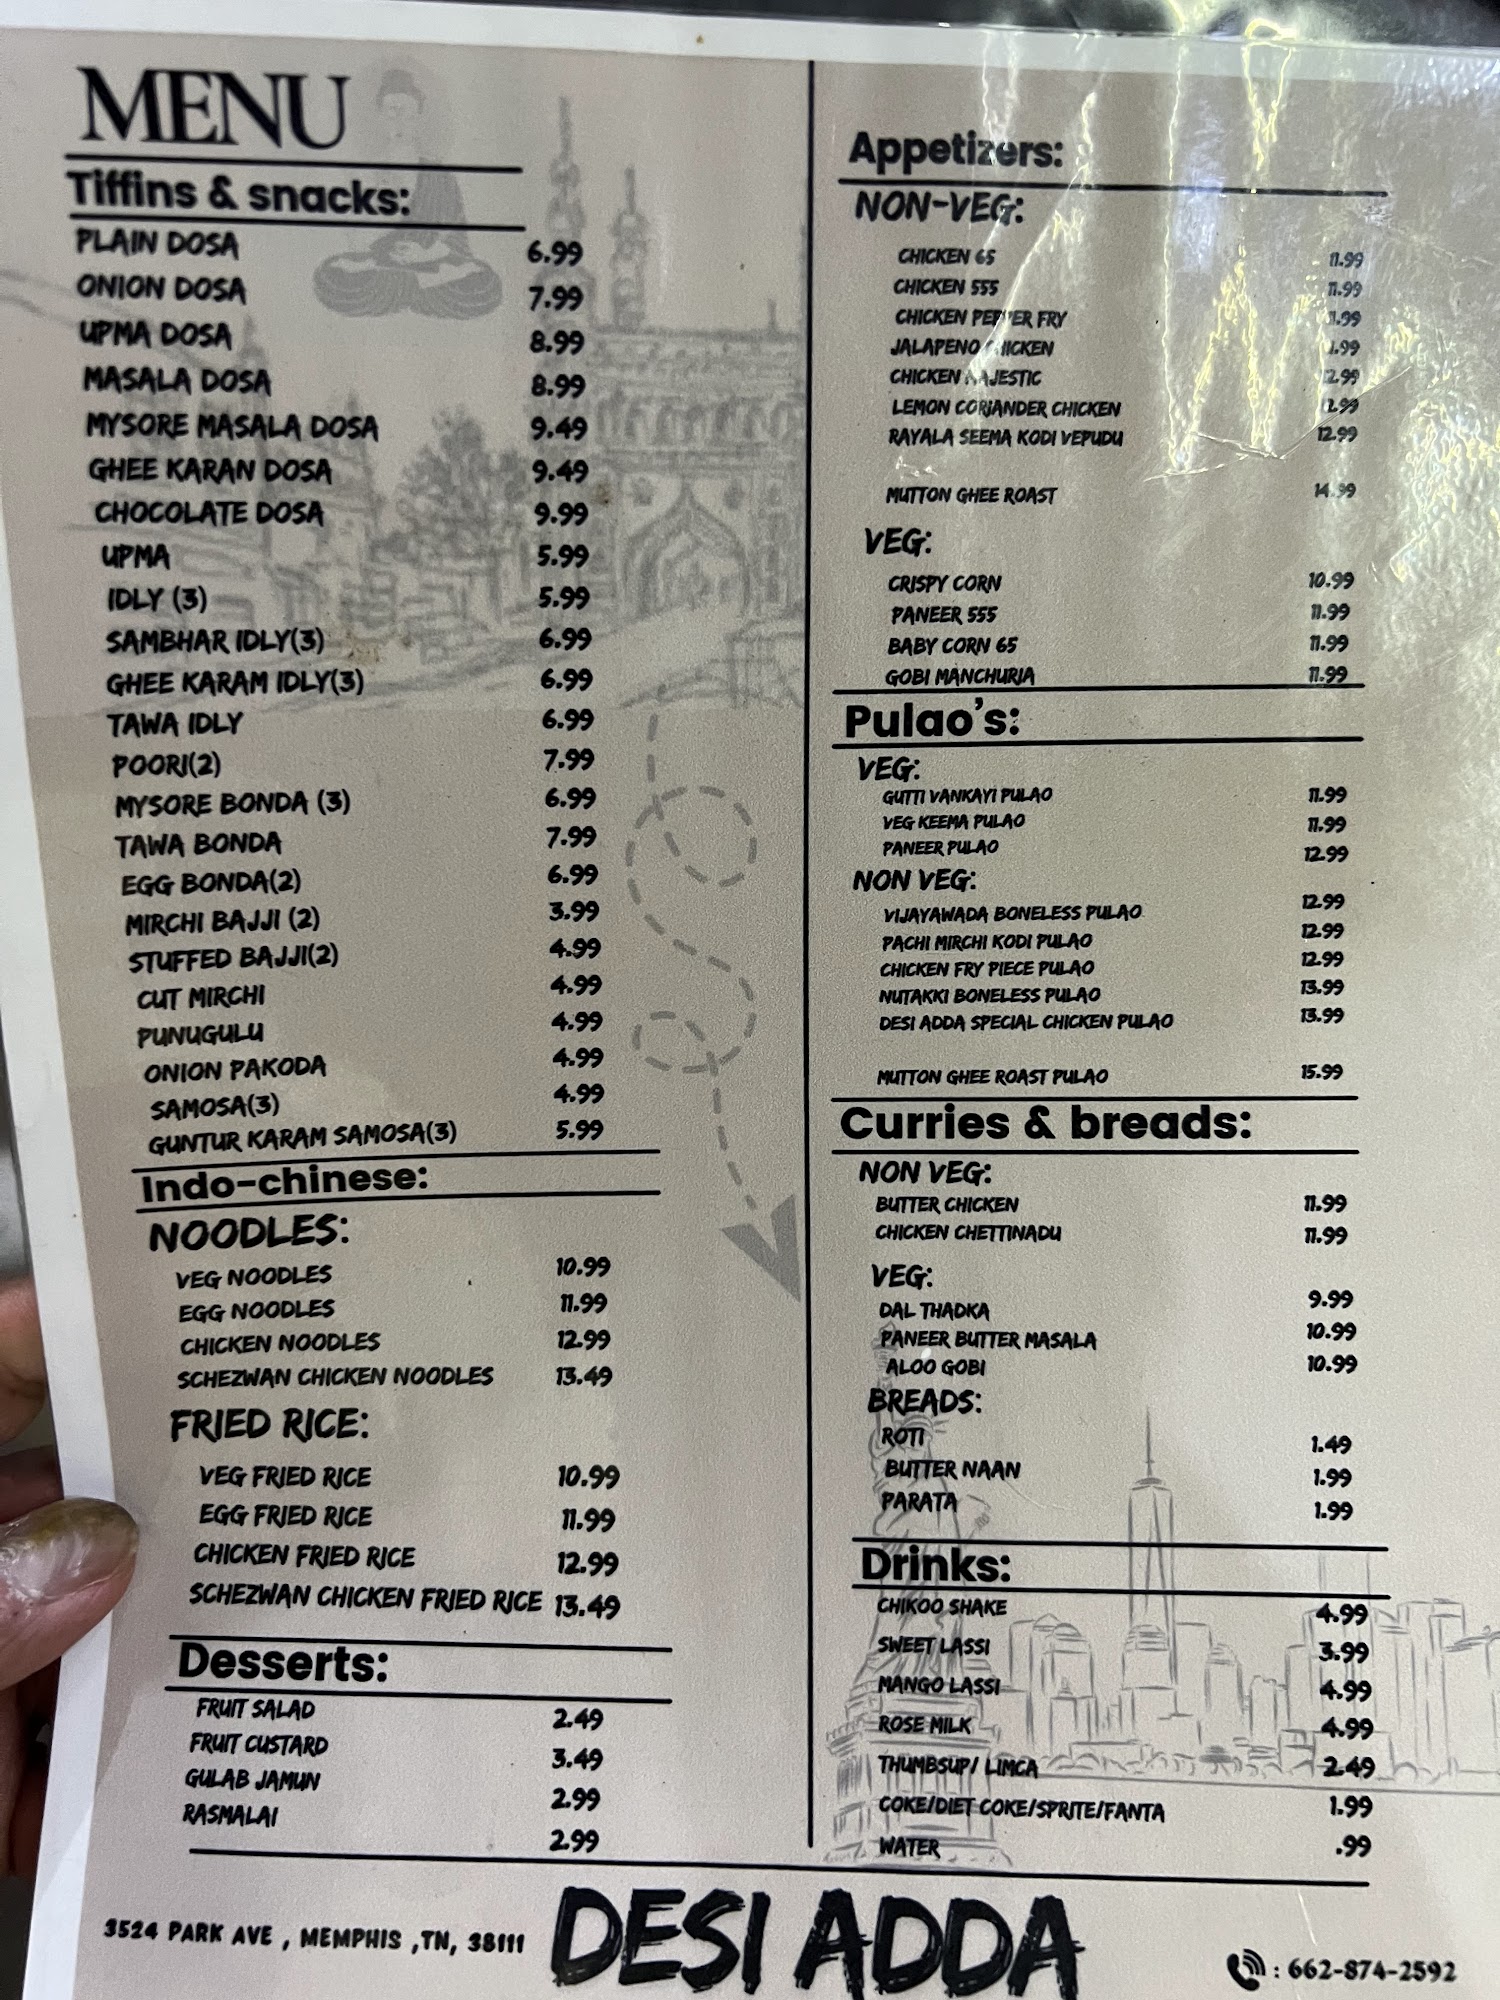 MENU
Tiffins & snacks:
PLAIN DOSA 6.99
ONION DOSA 7.99
UPMA DOSA 8.99
MASALA DOSA 8.99
MYSORE MASALA DOSA 9.49
GHEE KARAN DOSA 9.49
CHOCOLATE DOSA 9.99
UPMA 5.99
IDLY (3) 5.99
SAMBHAR IDLY(3) 6.99
GHEE KARAM IDLY(3) 6.99
TAWA IDLY 6.99
POORI(2) 7.99
MYSORE BONDA (3) 6.99
TAWA BONDA 7.99
EGG BONDA(2) 6.99
MIRCHI BAJJI (2) 3.99
STUFFED BAJJI(2) 4.99
CUT MIRCHI 4.99
PUNUGULU 4.99
ONION PAKODA 4.99
SAMOSA(3) 4.99
GUNTUR KARAM SAMOSA(3) 5.99
Indo-chinese:
NOODLES:
VEG NOODLES 10.99
EGG NOODLES 11.99
CHICKEN NOODLES 12.99
SCHEZWAN CHICKEN NOODLES 13.49
FRIED RICE:
VEG FRIED RICE 10.99
EGG FRIED RICE 11.99
CHICKEN FRIED RICE 12.99
SCHEZWAN CHICKEN FRIED RICE 13.49
Desserts:
FRUIT SALAD 2.49
FRUIT CUSTARD 3.49
GULAB JAMUN 2.99
RASMALAI 2.99
Appetizers:
NON-VEG:
CHICKEN 65 11.99
CHICKEN 555 11.99
CHICKEN PEPPER FRY 11.99
JALAPENO CHICKEN
CHICKEN MAJESTIC 12.99
LEMON CORIANDER CHICKEN 12.99
RAYALA SEEMA KODI VEPUDU 12.99
MUTTON GHEE ROAST 14.99
VEG:
CRISPY CORN 10.99
PANEER 555 11.99
BABY CORN 65 11.99
GOBI MANCHURIA 11.99
Pulao's:
VEG:
GUTTI VANKAYI PULAO 11.99
VEG KEEMA PULAO 11.99
PANEER PULAO 12.99
NON VEG:
VIJAYAWADA BONELESS PULAO 12.99
PACHI MIRCHI KODI PULAO 12.99
CHICKEN FRY PIECE PULAO 12.99
NUTAKKI BONELESS PULAO 13.99
DESI ADDA SPECIAL CHICKEN PULAO 13.99
MUTTON GHEE ROAST PULAO 15.99
Curries & breads:
NON VEG:
BUTTER CHICKEN 11.99
CHICKEN CHETTINADU 11.99
VEG:
DAL THADKA 9.99
PANEER BUTTER MASALA 10.99
ALOO GOBI 10.99
BREADS:
ROTI 1.49
BUTTER NAAN 1.99
PARATA 1.99
Drinks:
CHIKOO SHAKE 4.99
SWEET LASSI 3.99
MANGO LASSI 4.99
ROSE MILK 4.99
THUMBSUP/ LIMCA 2.49
COKE/DIET COKE/SPRITE/FANTA 1.99
WATER .99
3524 PARK AVE , MEMPHIS ,TN, 38111
DESI ADDA
: 662-874-2592